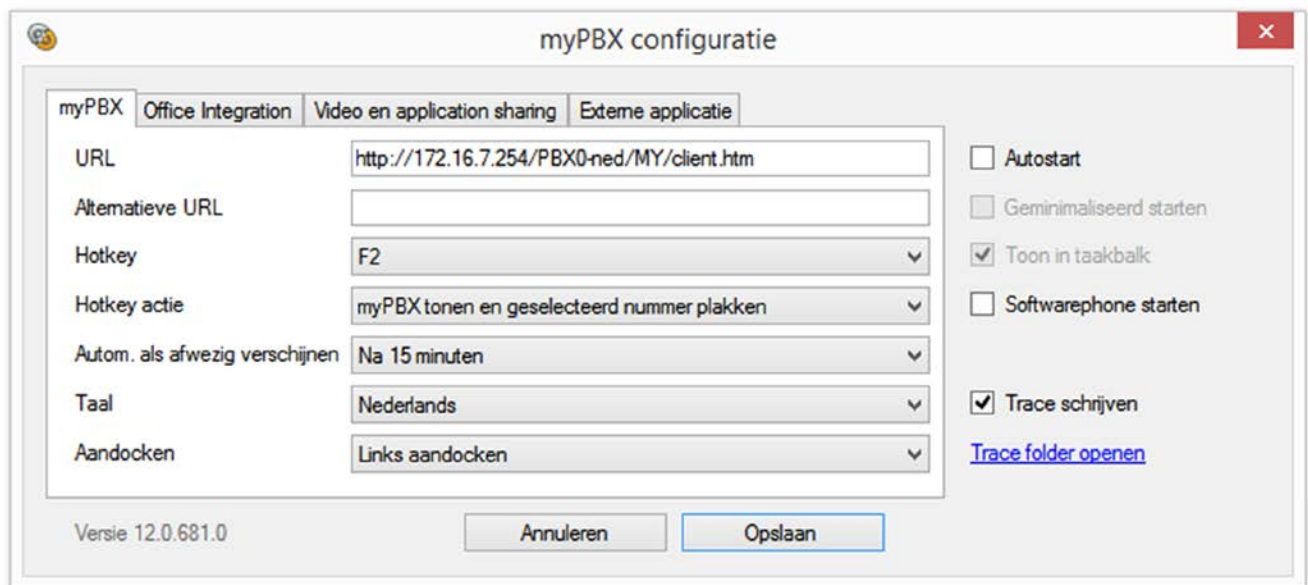 myPBX configuratie
myPBX Office Integration Video en application sharing Externe applicatie
URL http://172.16.7.254/PBX0-ned/MY/client.htm Autostart
Alternatieve URL Geminimaliseerd starten
Hotkey F2 Toon in taakbalk
Hotkey actie myPBX tonen en geselecteerd nummer plakken Softwarephone starten
Autom. als afwezig verschijnen Na 15 minuten
Taal Nederlands Trace schrijven
Aandocken Links aandocken Trace folder openen
Versie 12.0.681.0 Annuleren Opslaan